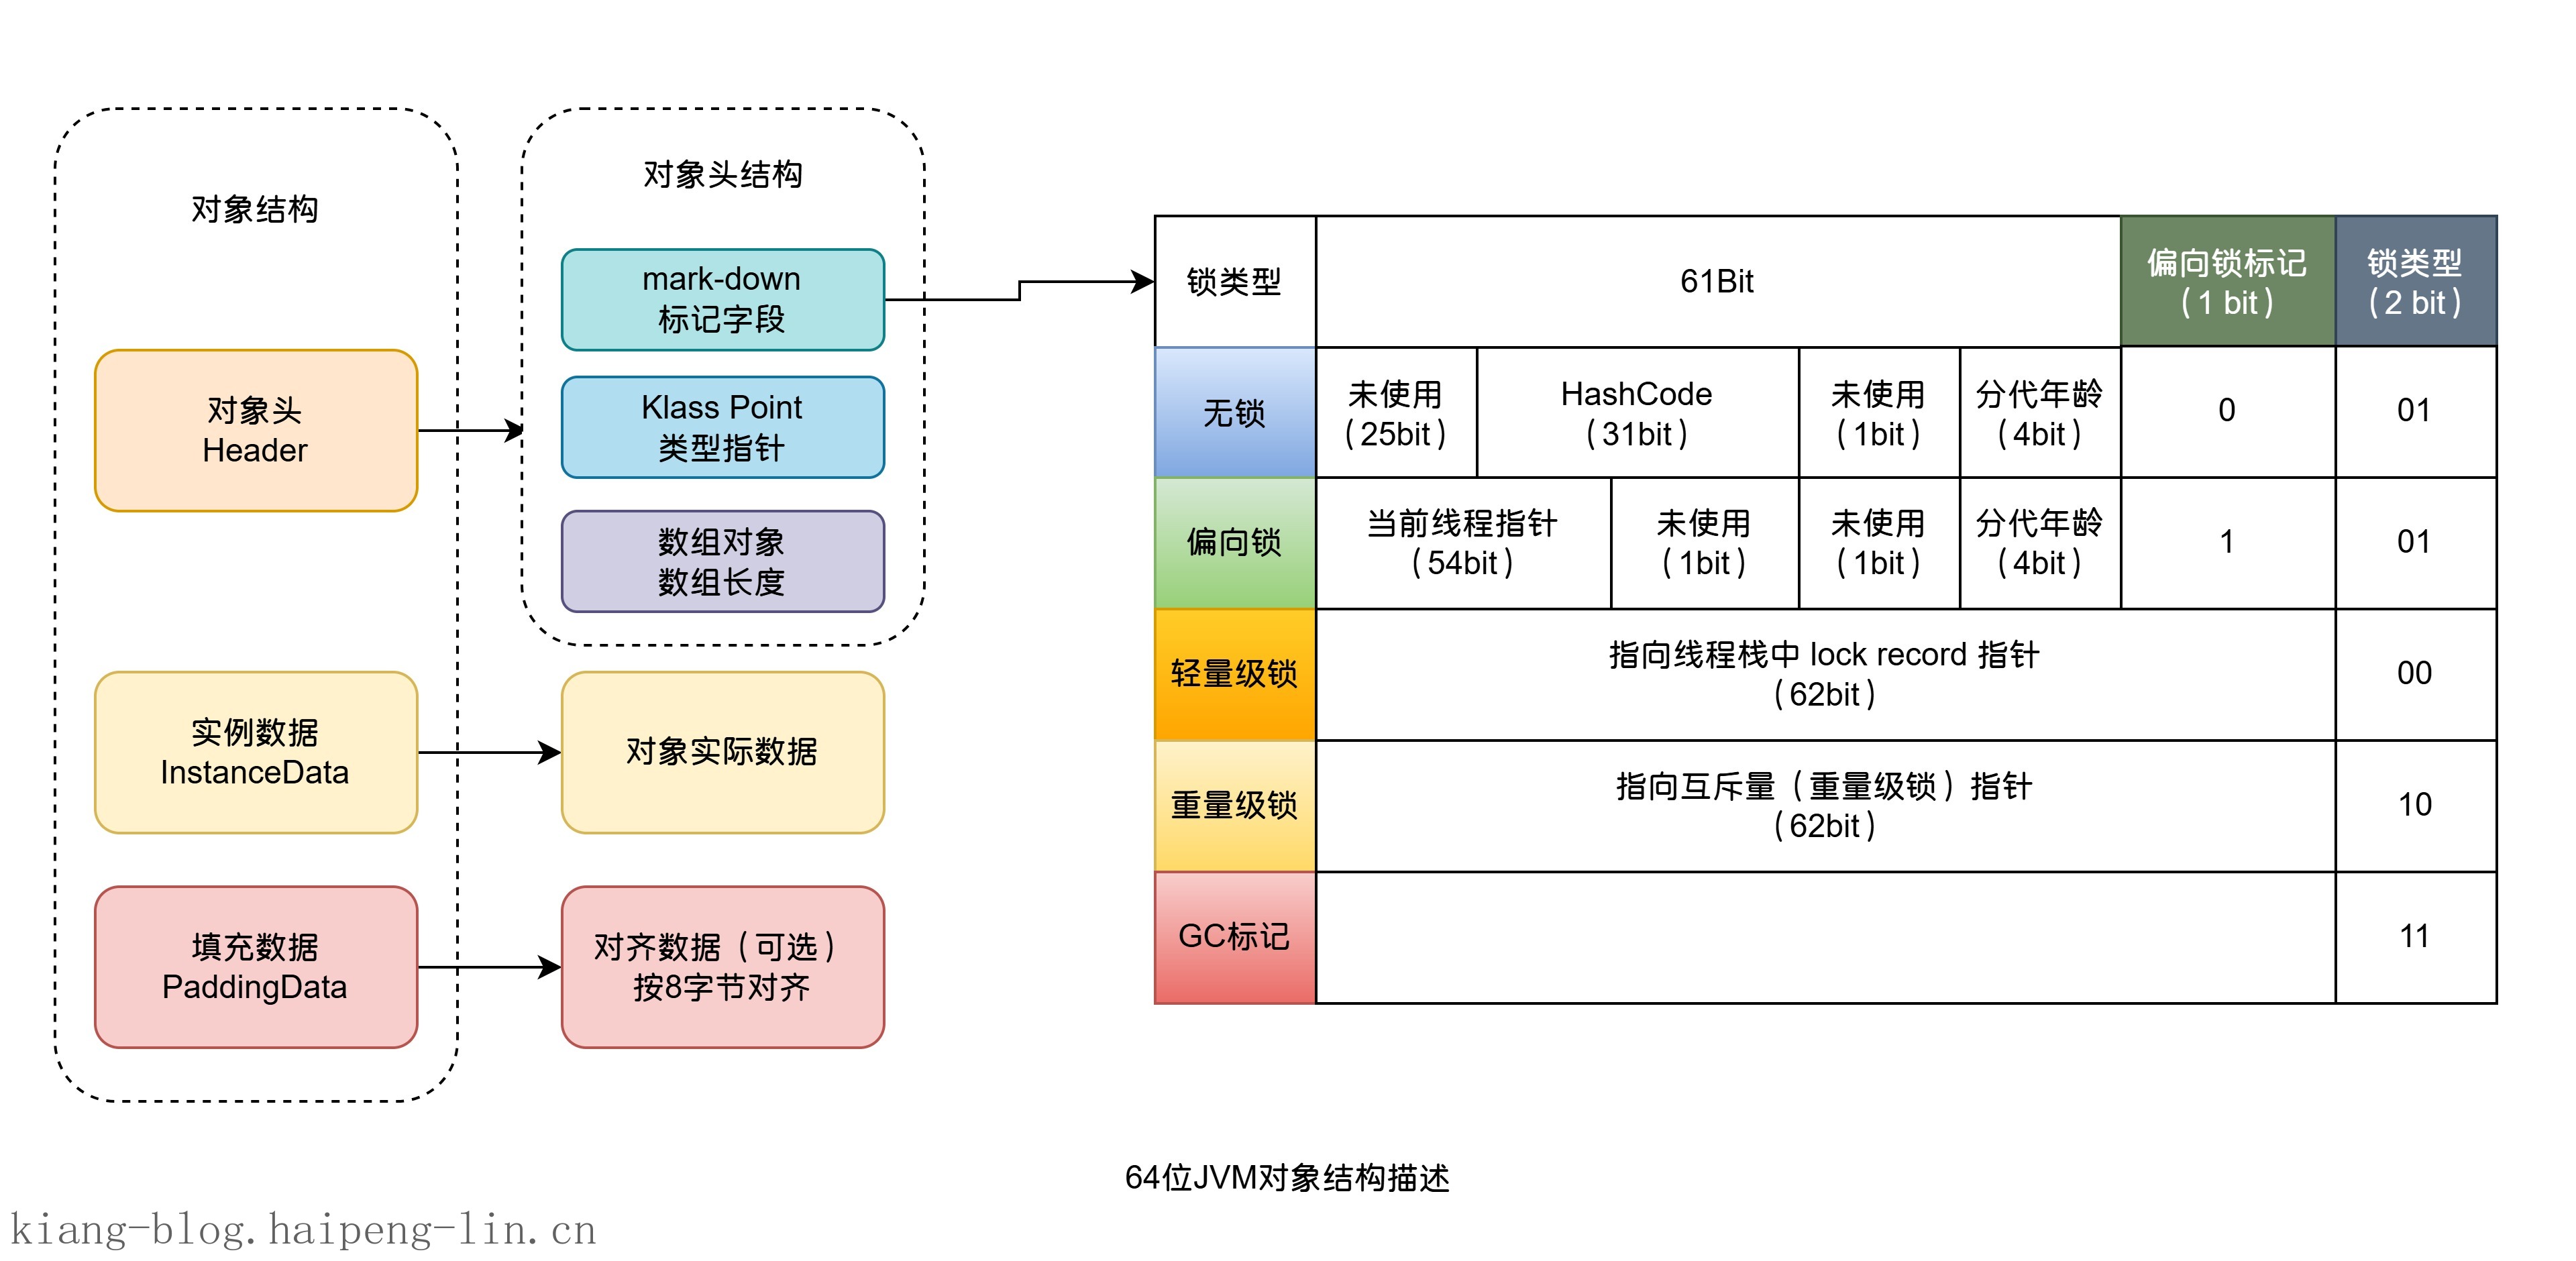 对象结构
对象头
Header
实例数据
InstanceData
填充数据
PaddingData
对象头结构
mark-down
标记字段
Klass Point
类型指针
数组对象
数组长度
对象实际数据
对齐数据（可选）
按8字节对齐
锁类型
61Bit
偏向锁标记
（1 bit）
锁类型
（2 bit）
无锁
未使用
（25bit）
HashCode
（31bit）
未使用
（1bit）
分代年龄
（4bit）
0
01
偏向锁
当前线程指针
（54bit）
未使用
（1bit）
未使用
（1bit）
分代年龄
（4bit）
1
01
轻量级锁
指向线程栈中 lock record 指针
（62bit）
00
重量级锁
指向互斥量（重量级锁）指针
（62bit）
10
GC标记
11
64位JVM对象结构描述
kiang-blog.haipeng-lin.cn